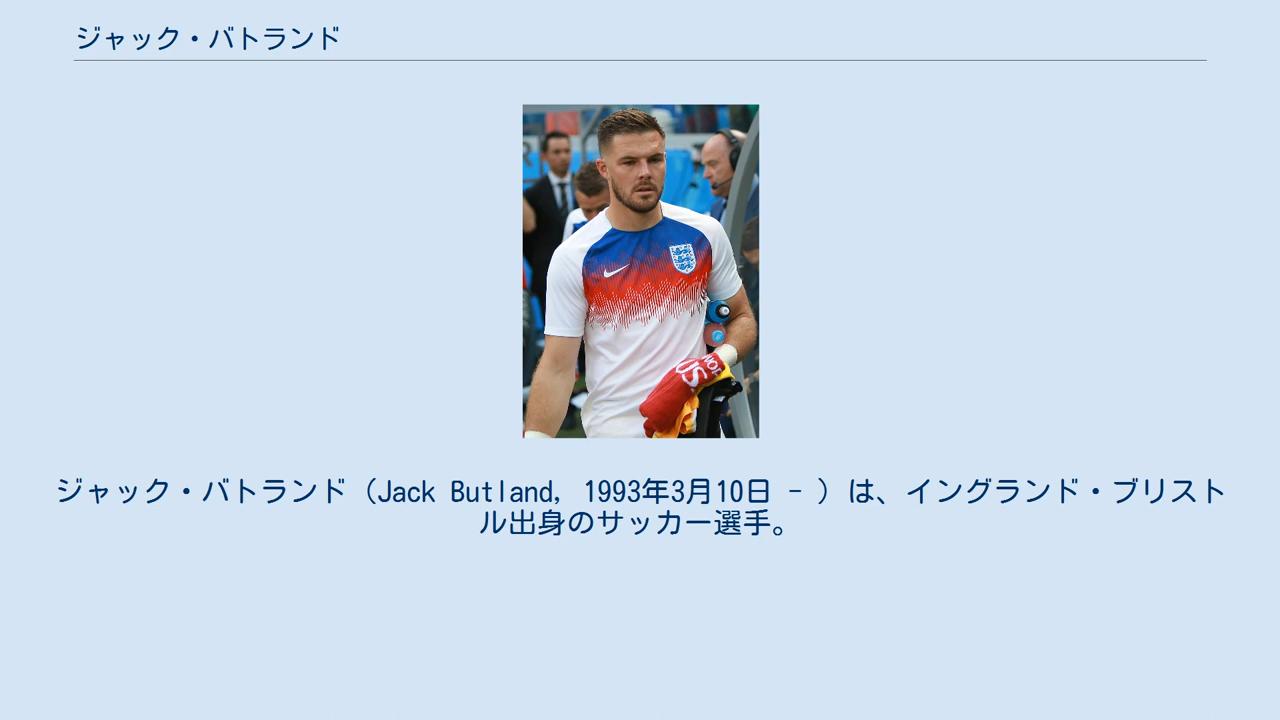 ジャック・バトランド
ジャック・バトランド（Jack Butland, 1993年3月10日 - ）は、イングランド・ブリスト
ル出身のサッカー選手。